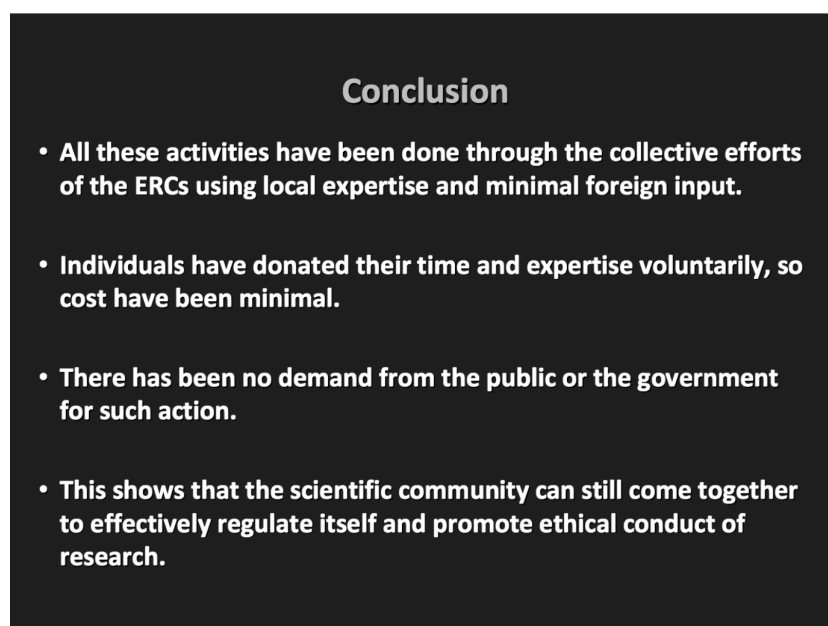 Conclusion
• All these activities have been done through the collective efforts
of the ERCs using local expertise and minimal foreign input.
• Individuals have donated their time and expertise voluntarily, so
cost have been minimal.
• There has been no demand from the public or the government
for such action.
• This shows that the scientific community can still come together
to effectively regulate itself and promote ethical conduct of
research.